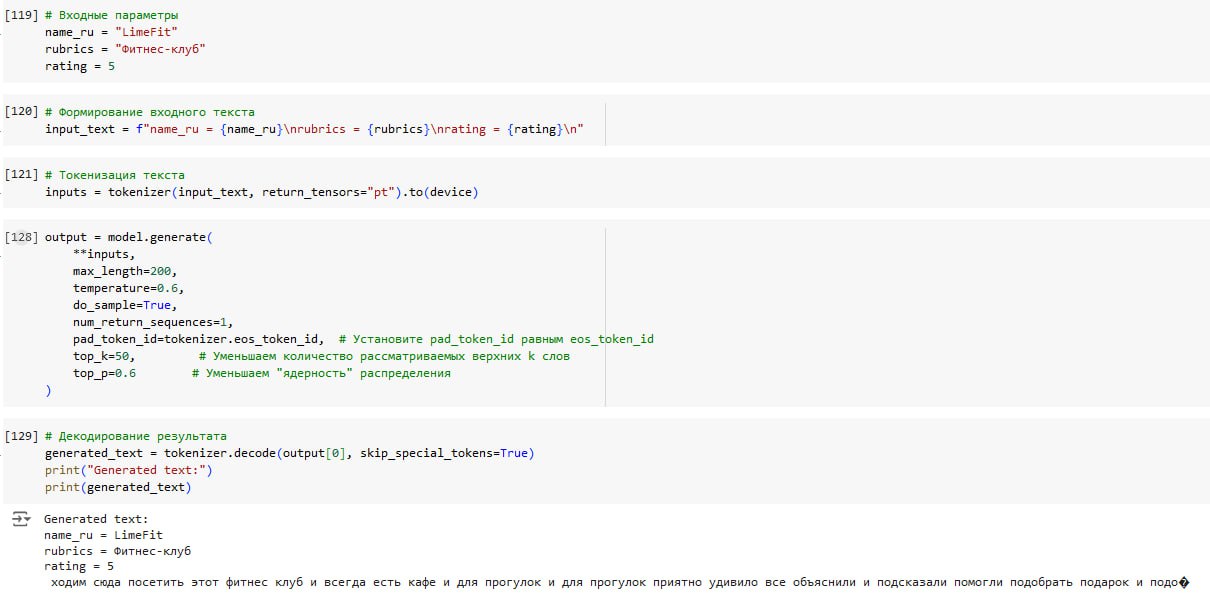 [119] # Входные параметры
name_ru = "LimeFit"
rubrics = "Фитнес-клуб"
rating = 5
[120] # Формирование входного текста
input_text = f"name_ru = {name_ru}\nrubrics = {rubrics}\nrating = {rating}\n"
[121] # Токенизация текста
inputs = tokenizer(input_text, return_tensors="pt").to(device)
[128] output = model.generate(
**inputs,
max_length=200,
temperature=0.6,
do_sample=True,
num_return_sequences=1,
pad_token_id=tokenizer.eos_token_id,  # Установите pad_token_id равным eos_token_id
top_k=50,         # Уменьшаем количество рассматриваемых верхних k слов
top_p=0.6        # Уменьшаем "ядерность" распределения
)
[129] # Декодирование результата
generated_text = tokenizer.decode(output[0], skip_special_tokens=True)
print("Generated text:")
print(generated_text)
Generated text:
name_ru = LimeFit
rubrics = Фитнес-клуб
rating = 5
ходим сюда посетить этот фитнес клуб и всегда есть кафе и для прогулок и для прогулок приятно удивило все объяснили и подсказали помогли подобрать подарок и подо�